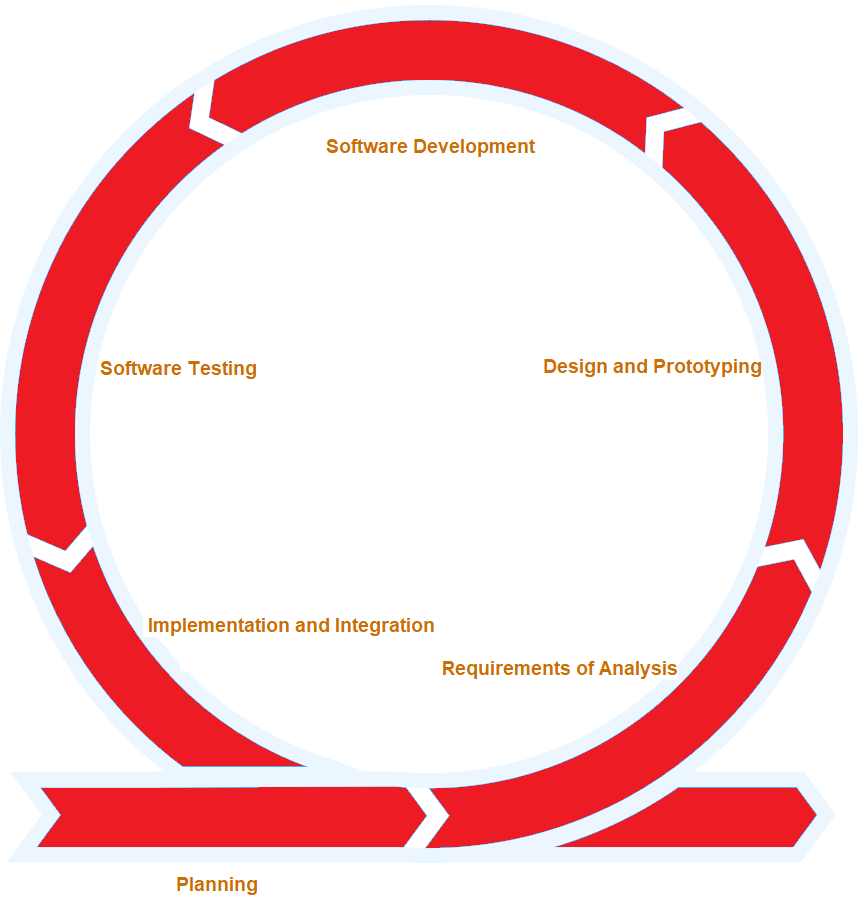 Software Development
Software Testing
Design and Prototyping
Implementation and Integration
Requirements of Analysis
Planning